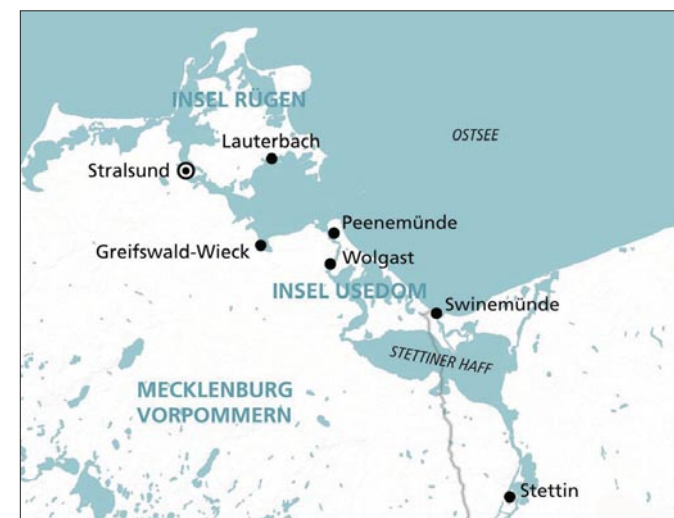 INSEL RÜGEN
Lauterbach
OSTSEE
Stralsund
Peenemünde
Greifswald-Wieck
Wolgast
INSEL USEDOM
Swinemünde
STETTINER HAFF
MECKLENBURG
VORPOMMERN
Stettin